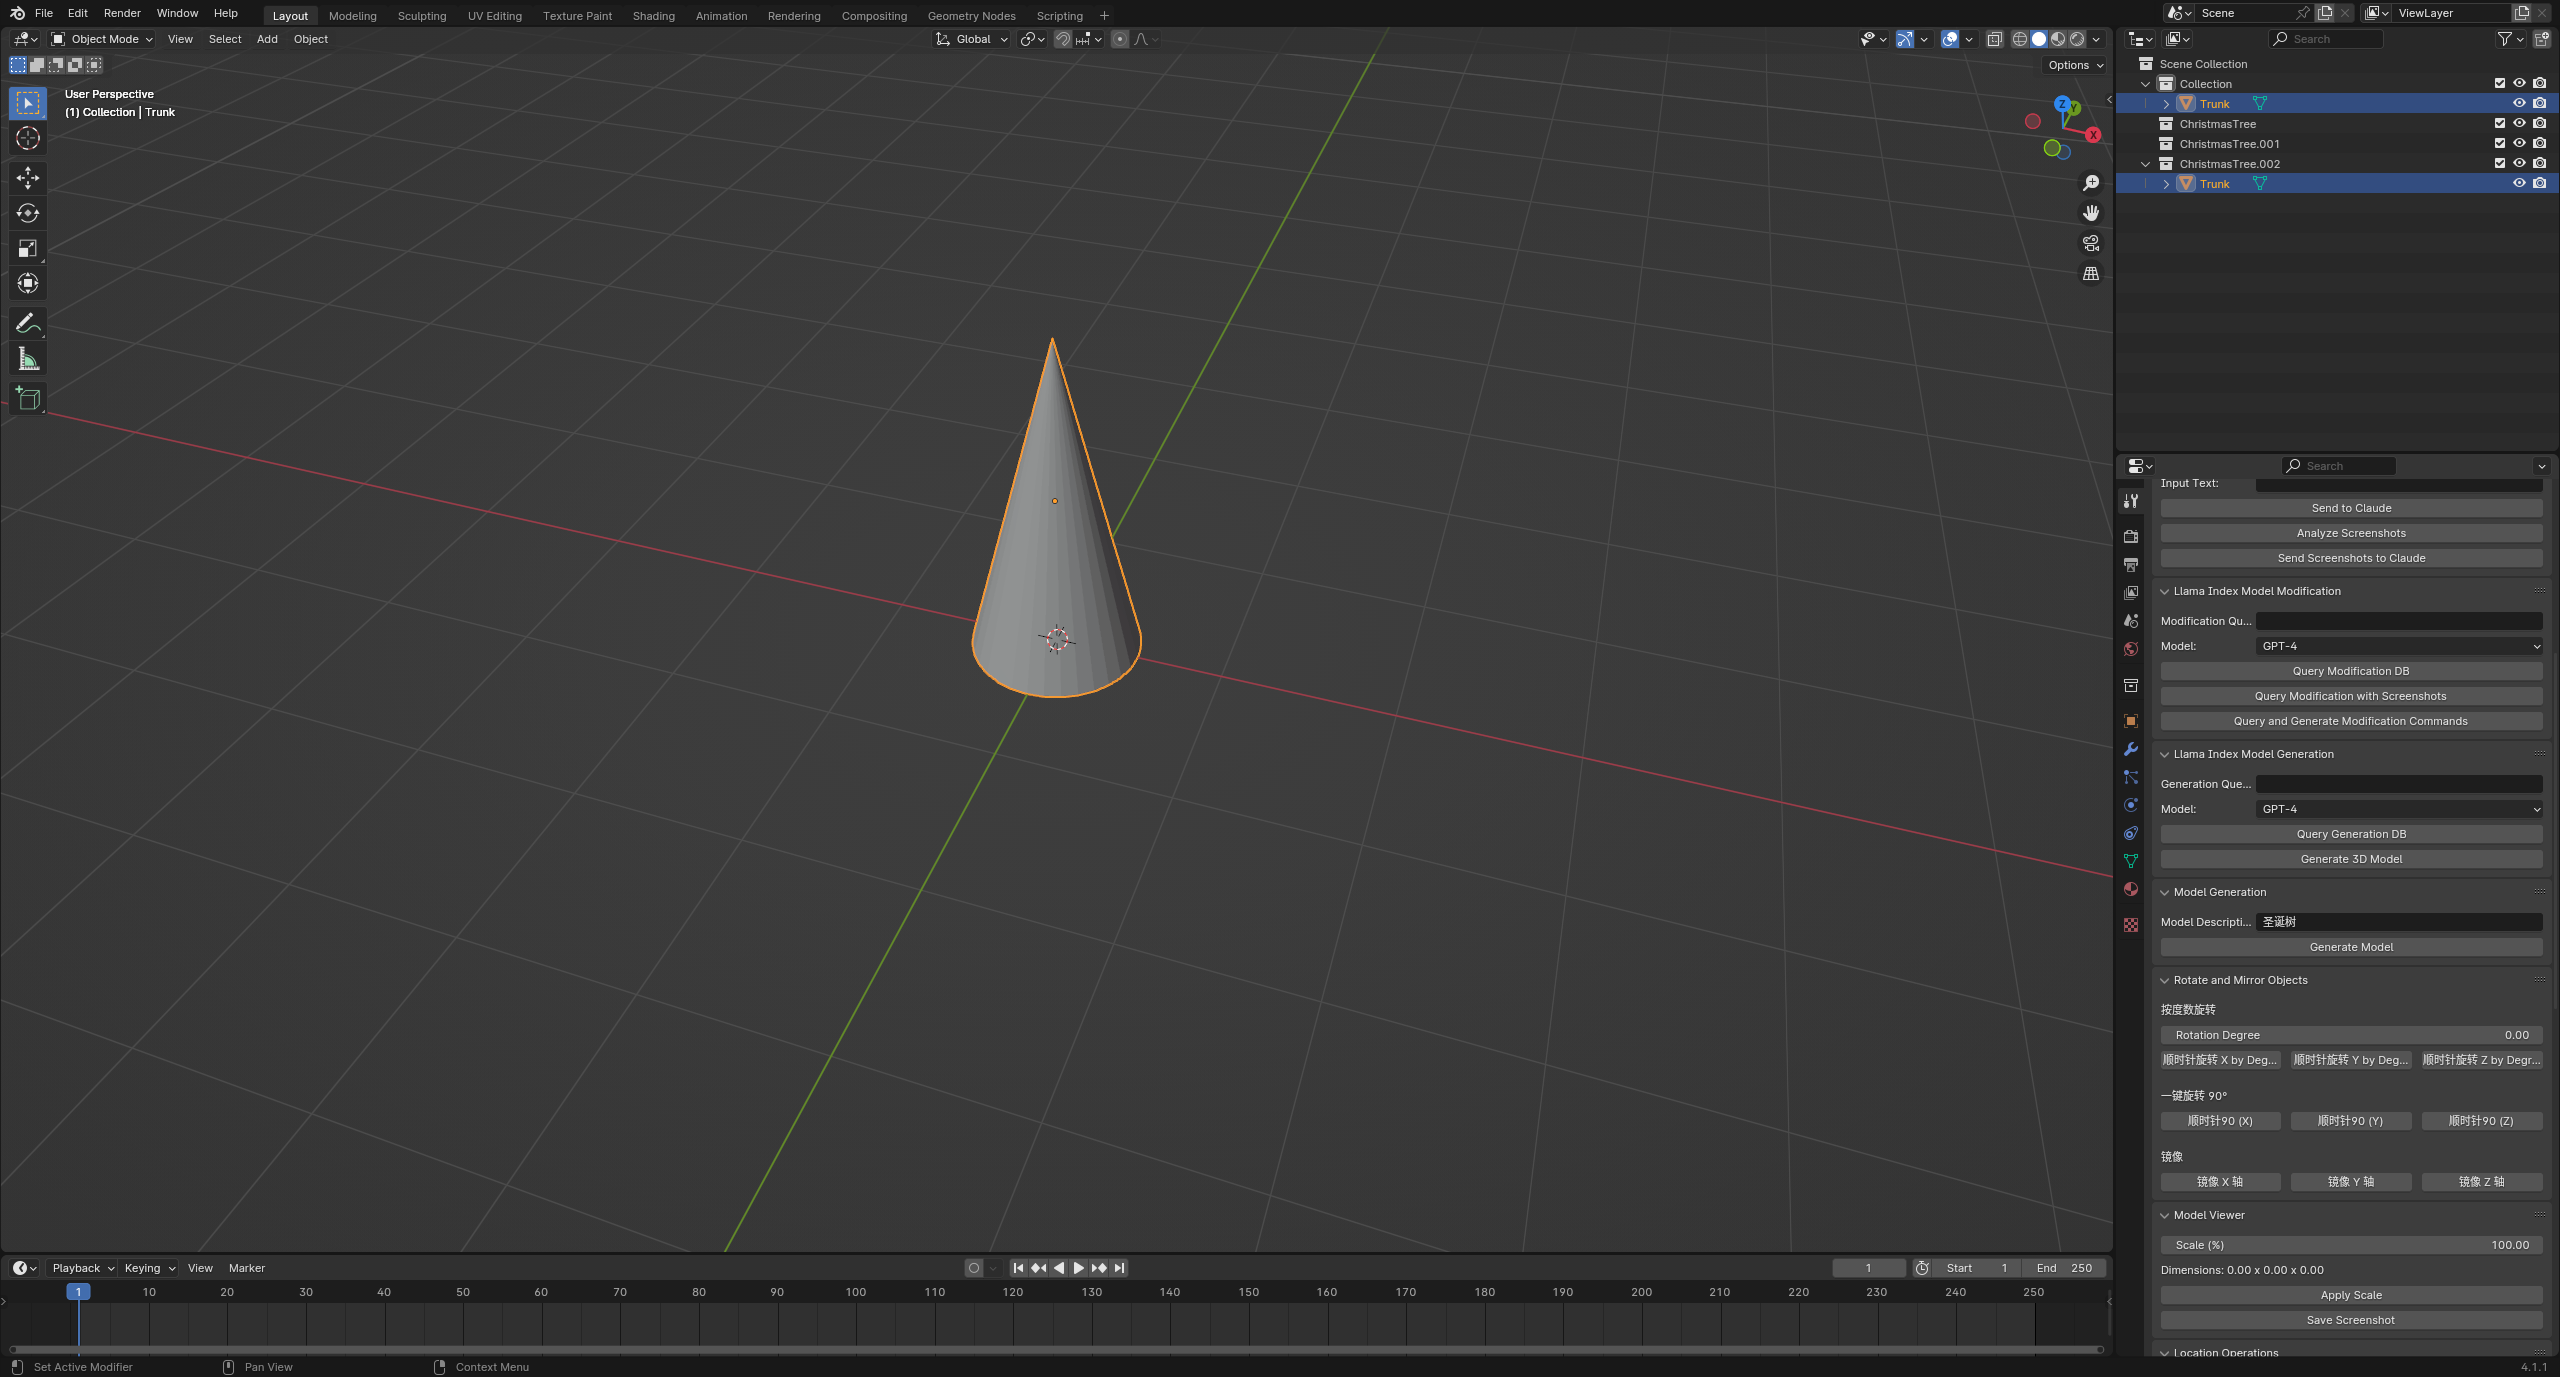 File Edit Render Window Help Layout Modeling Sculpting UV Editing Texture Paint Shading Animation Rendering Compositing Geometry Nodes Scripting + Scene ViewLayer
Object Mode View Select Add Object Global Search
Options
User Perspective
(1) Collection | Trunk
Z Y
X
Scene Collection
Collection
Trunk
ChristmasTree
ChristmasTree.001
ChristmasTree.002
Trunk
Search
Input Text:
Send to Claude
Analyze Screenshots
Send Screenshots to Claude
Llama Index Model Modification
Modification Qu...
Model: GPT-4
Query Modification DB
Query Modification with Screenshots
Query and Generate Modification Commands
Llama Index Model Generation
Generation Que...
Model: GPT-4
Query Generation DB
Generate 3D Model
Model Generation
Model Descripti... 圣诞树
Generate Model
Rotate and Mirror Objects
按度数旋转
Rotation Degree 0.00
顺时针旋转 X by Deg... 顺时针旋转 Y by Deg... 顺时针旋转 Z by Degr...
一键旋转 90°
顺时针90 (X) 顺时针90 (Y) 顺时针90 (Z)
镜像
镜像 X 轴 镜像 Y 轴 镜像 Z 轴
Model Viewer
Scale (%) 100.00
Dimensions: 0.00 x 0.00 x 0.00
Apply Scale
Save Screenshot
Location Operations
Playback Keying View Marker 1 Start 1 End 250
1 10 20 30 40 50 60 70 80 90 100 110 120 130 140 150 160 170 180 190 200 210 220 230 240 250
Set Active Modifier Pan View Context Menu 4.1.1